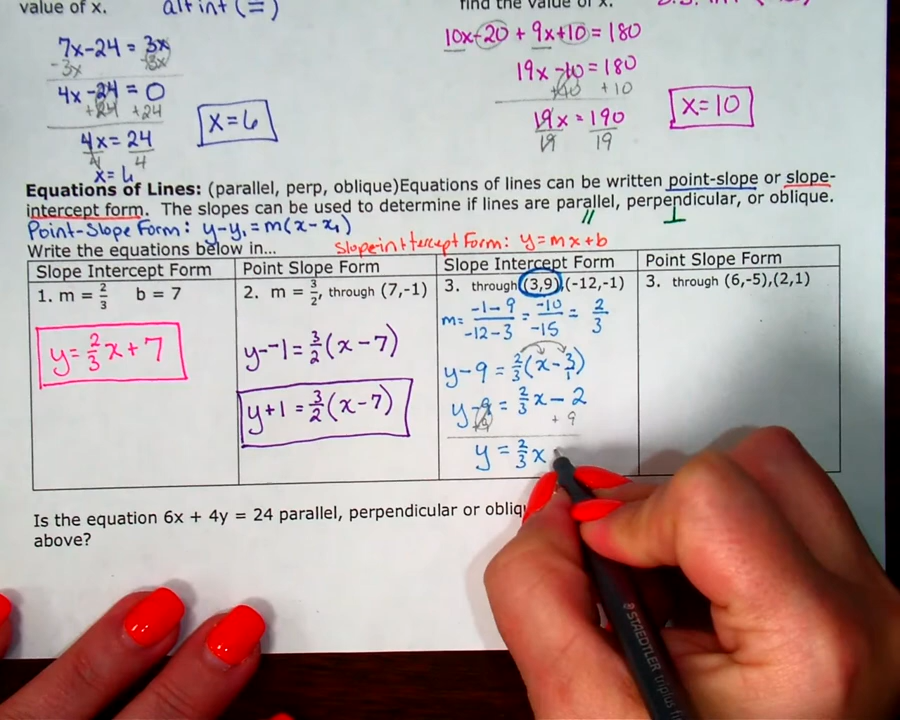 value of x. alt int (=)
7x-24 = 3x
-3x -3x
4x -24 = 0
+24 +24
4x = 24
4 4
x = 6
x = 6
find the value of x.
10x-20 + 9x+10 = 180
19x -10 = 180
+10 +10
19x = 190
19 19
x = 10
Equations of Lines: (parallel, perp, oblique)Equations of lines can be written point-slope or slope-
intercept form. The slopes can be used to determine if lines are parallel, perpendicular, or oblique.
// ⊥
Point-Slope Form: y-y₁ = m(x-x₁)
Write the equations below in... Slope intercept Form: y = mx + b
Slope Intercept Form
1. m = 2/3 b = 7
y = 2/3 x + 7
Point Slope Form
2. m = 3/2, through (7,-1)
y--1 = 3/2 (x-7)
y+1 = 3/2 (x-7)
Slope Intercept Form
3. through (3,9),(-12,-1)
m = -1-9/-12-3 = -10/-15 = 2/3
y-9 = 2/3 (x-3/1)
y-9 = 2/3 x - 2
+9 +9
y = 2/3 x
Point Slope Form
3. through (6,-5),(2,1)
Is the equation 6x + 4y = 24 parallel, perpendicular or
above?
STAEDTLER triplus